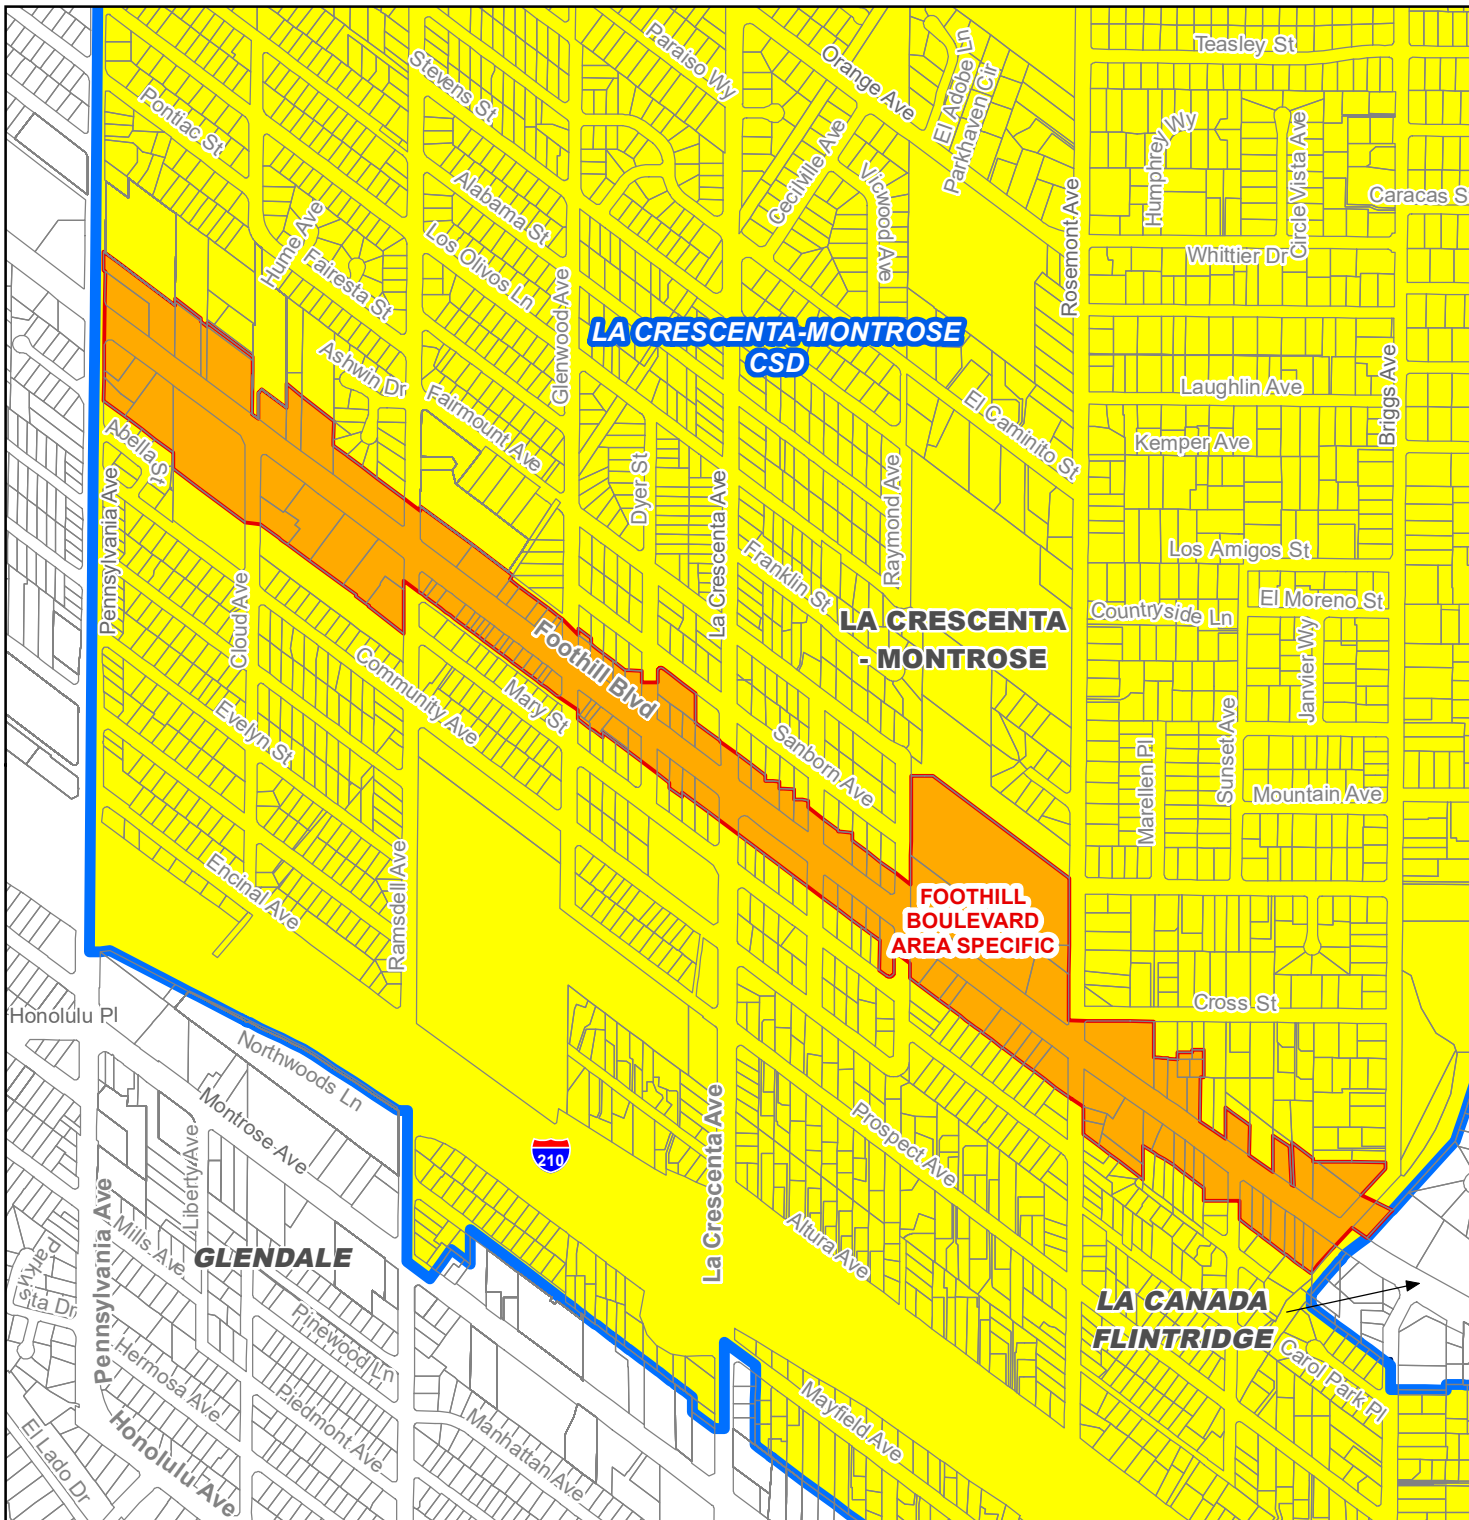 Teasley St
Paraiso Wy
Orange Ave
El Adobe Ln
Parkhaven Cir
Stevens St
Pontiac St
Cecilville Ave
Humphrey Wy
Circle Vista Ave
Caracas S
Vicwood Ave
Alabama St
Rosemont Ave
Hume Ave
Los Olivos Ln
Fairesta St
Whittier Dr
Glenwood Ave
LA CRESCENTA-MONTROSE
CSD
Ashwin Dr
Fairmount Ave
El Caminito St
Laughlin Ave
Briggs Ave
Kemper Ave
Abella St
Dyer St
La Crescenta Ave
Raymond Ave
Pennsylvania Ave
Los Amigos St
Franklin St
El Moreno St
Cloud Ave
Countryside Ln
LA CRESCENTA
- MONTROSE
Foothill Blvd
Janvier Wy
Community Ave
Mary St
Evelyn St
Sanborn Ave
Sunset Ave
Marellen Pl
Mountain Ave
Encinal Ave
Ramsdell Ave
FOOTHILL
BOULEVARD
AREA SPECIFIC
Cross St
Honolulu Pl
Northwoods Ln
Montrose Ave
Liberty Ave
210
La Crescenta Ave
Prospect Ave
Pennsylvania Ave
Mills Ave
Altura Ave
Parkvi
sta Dr
GLENDALE
LA CANADA
FLINTRIDGE
Pinewood Ln
Carol Park Pl
Hermosa Ave
Piedmont Ave
Mayfield Ave
Manhattan Ave
Honolulu Ave
El Lado Dr